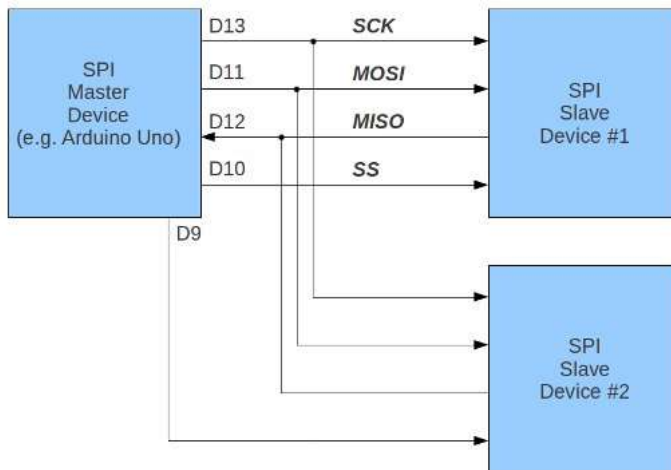 SPI
Master
Device
(e.g. Arduino Uno)
D13
SCK
D11
MOSI
D12
MISO
D10
SS
D9
SPI
Slave
Device #1
SPI
Slave
Device #2